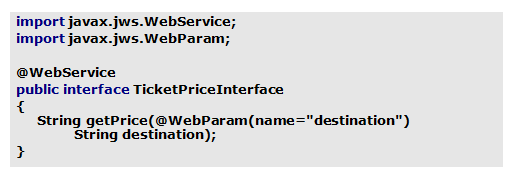 import javax.jws.WebService;
import javax.jws.WebParam;
@WebService
public interface TicketPriceInterface
{
String getPrice(@WebParam(name="destination")
String destination);
}